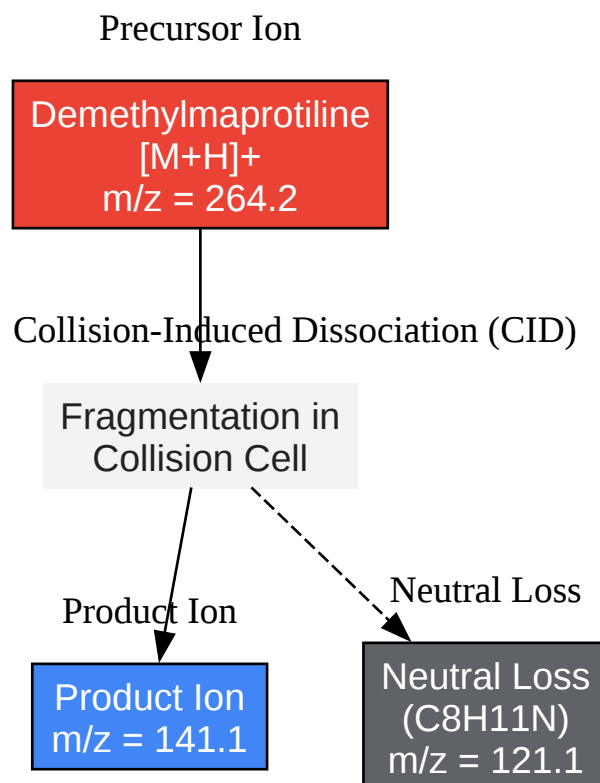 Precursor Ion
Demethylmaprotiline
[M+H]+
m/z = 264.2
Collision-Induced Dissociation (CID)
Fragmentation in
Collision Cell
Product Ion
Neutral Loss
Product Ion
m/z = 141.1
Neutral Loss
(C8H11N)
m/z = 121.1